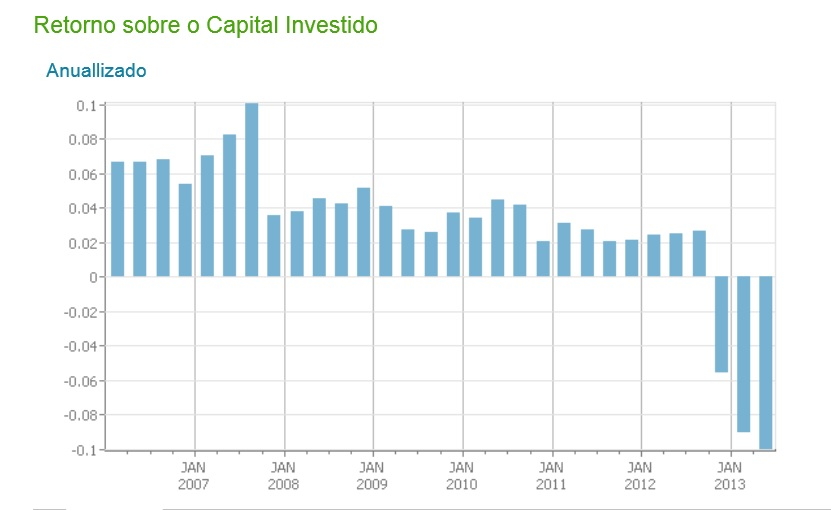 Retorno sobre o Capital Investido
Anuallizado
0.1
0.08
0.06
0.04
0.02
0
-0.02
-0.04
-0.06
-0.08
-0.1
JAN JAN JAN JAN JAN JAN JAN
2007 2008 2009 2010 2011 2012 2013